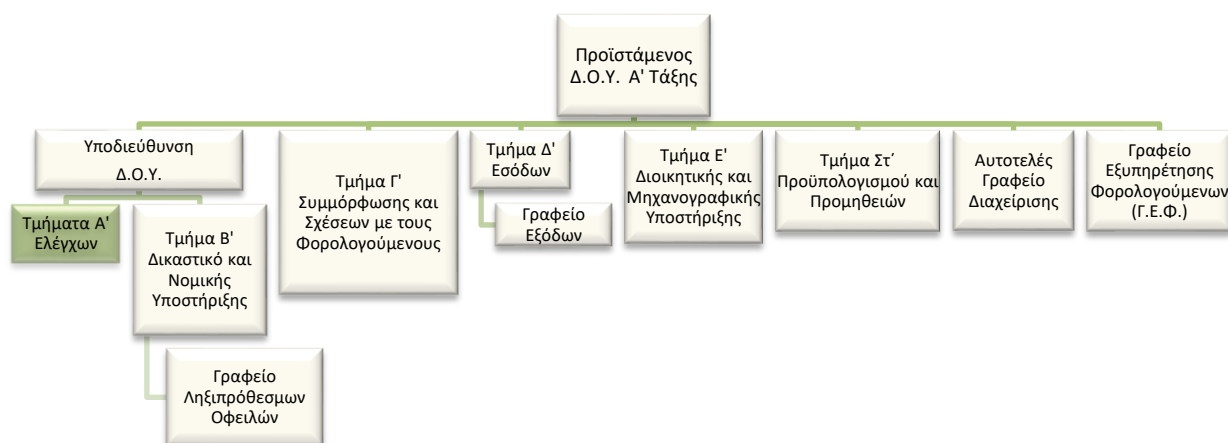 Προϊστάμενος
Δ.Ο.Υ. Α' Τάξης
Υποδιεύθυνση
Δ.Ο.Υ.
Τμήματα Α'
Ελέγχων
Τμήμα Β'
Δικαστικό και
Νομικής
Υποστήριξης
Γραφείο
Ληξιπρόθεσμων
Οφειλών
Τμήμα Γ'
Συμμόρφωσης και
Σχέσεων με τους
Φορολογούμενους
Τμήμα Δ'
Εσόδων
Γραφείο
Εξόδων
Τμήμα Ε'
Διοικητικής και
Μηχανογραφικής
Υποστήριξης
Τμήμα Στ΄
Προϋπολογισμού και
Προμηθειών
Αυτοτελές
Γραφείο
Διαχείρισης
Γραφείο
Εξυπηρέτησης
Φορολογούμενων
(Γ.Ε.Φ.)